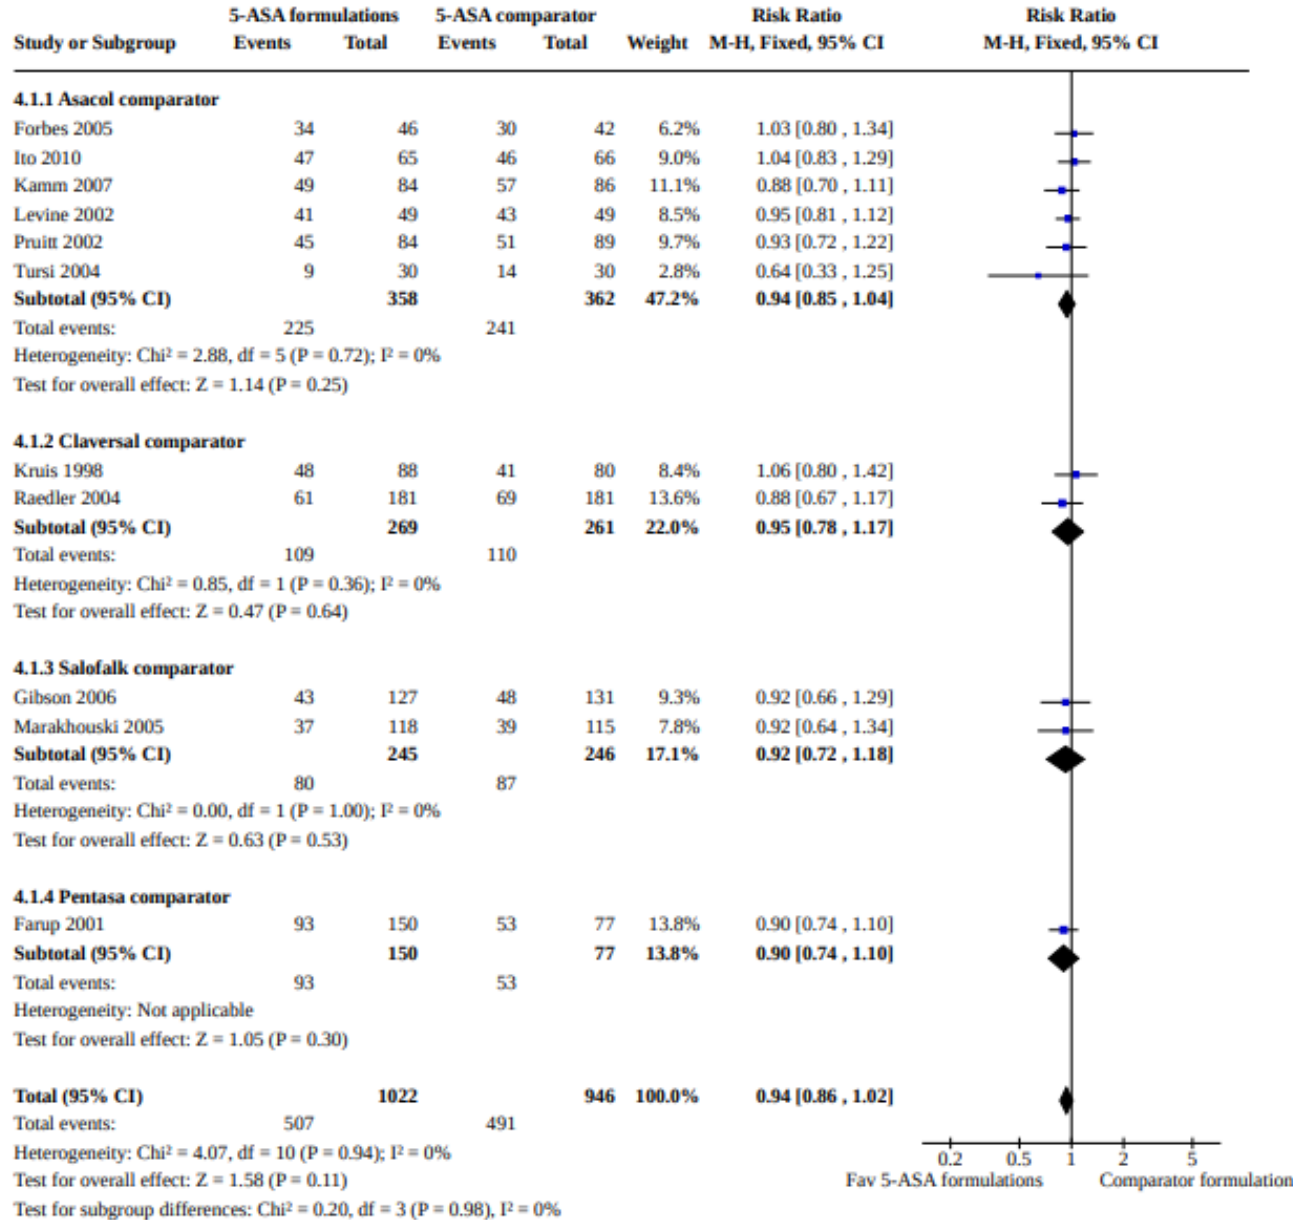 5-ASA formulations 5-ASA comparator Risk Ratio Risk Ratio
Study or Subgroup Events Total Events Total Weight M-H, Fixed, 95% CI M-H, Fixed, 95% CI
4.1.1 Asacol comparator
Forbes 2005 34 46 30 42 6.2% 1.03 [0.80 , 1.34]
Ito 2010 47 65 46 66 9.0% 1.04 [0.83 , 1.29]
Kamm 2007 49 84 57 86 11.1% 0.88 [0.70 , 1.11]
Levine 2002 41 49 43 49 8.5% 0.95 [0.81 , 1.12]
Pruitt 2002 45 84 51 89 9.7% 0.93 [0.72 , 1.22]
Tursi 2004 9 30 14 30 2.8% 0.64 [0.33 , 1.25]
Subtotal (95% CI) 358 362 47.2% 0.94 [0.85 , 1.04]
Total events: 225 241
Heterogeneity: Chi² = 2.88, df = 5 (P = 0.72); I² = 0%
Test for overall effect: Z = 1.14 (P = 0.25)
4.1.2 Claversal comparator
Kruis 1998 48 88 41 80 8.4% 1.06 [0.80 , 1.42]
Raedler 2004 61 181 69 181 13.6% 0.88 [0.67 , 1.17]
Subtotal (95% CI) 269 261 22.0% 0.95 [0.78 , 1.17]
Total events: 109 110
Heterogeneity: Chi² = 0.85, df = 1 (P = 0.36); I² = 0%
Test for overall effect: Z = 0.47 (P = 0.64)
4.1.3 Salofalk comparator
Gibson 2006 43 127 48 131 9.3% 0.92 [0.66 , 1.29]
Marakhouski 2005 37 118 39 115 7.8% 0.92 [0.64 , 1.34]
Subtotal (95% CI) 245 246 17.1% 0.92 [0.72 , 1.18]
Total events: 80 87
Heterogeneity: Chi² = 0.00, df = 1 (P = 1.00); I² = 0%
Test for overall effect: Z = 0.63 (P = 0.53)
4.1.4 Pentasa comparator
Farup 2001 93 150 53 77 13.8% 0.90 [0.74 , 1.10]
Subtotal (95% CI) 150 77 13.8% 0.90 [0.74 , 1.10]
Total events: 93 53
Heterogeneity: Not applicable
Test for overall effect: Z = 1.05 (P = 0.30)
Total (95% CI) 1022 946 100.0% 0.94 [0.86 , 1.02]
Total events: 507 491
Heterogeneity: Chi² = 4.07, df = 10 (P = 0.94); I² = 0%
0.2 0.5 1 2 5
Test for overall effect: Z = 1.58 (P = 0.11)
Fav 5-ASA formulations Comparator formulation
Test for subgroup differences: Chi² = 0.20, df = 3 (P = 0.98), I² = 0%